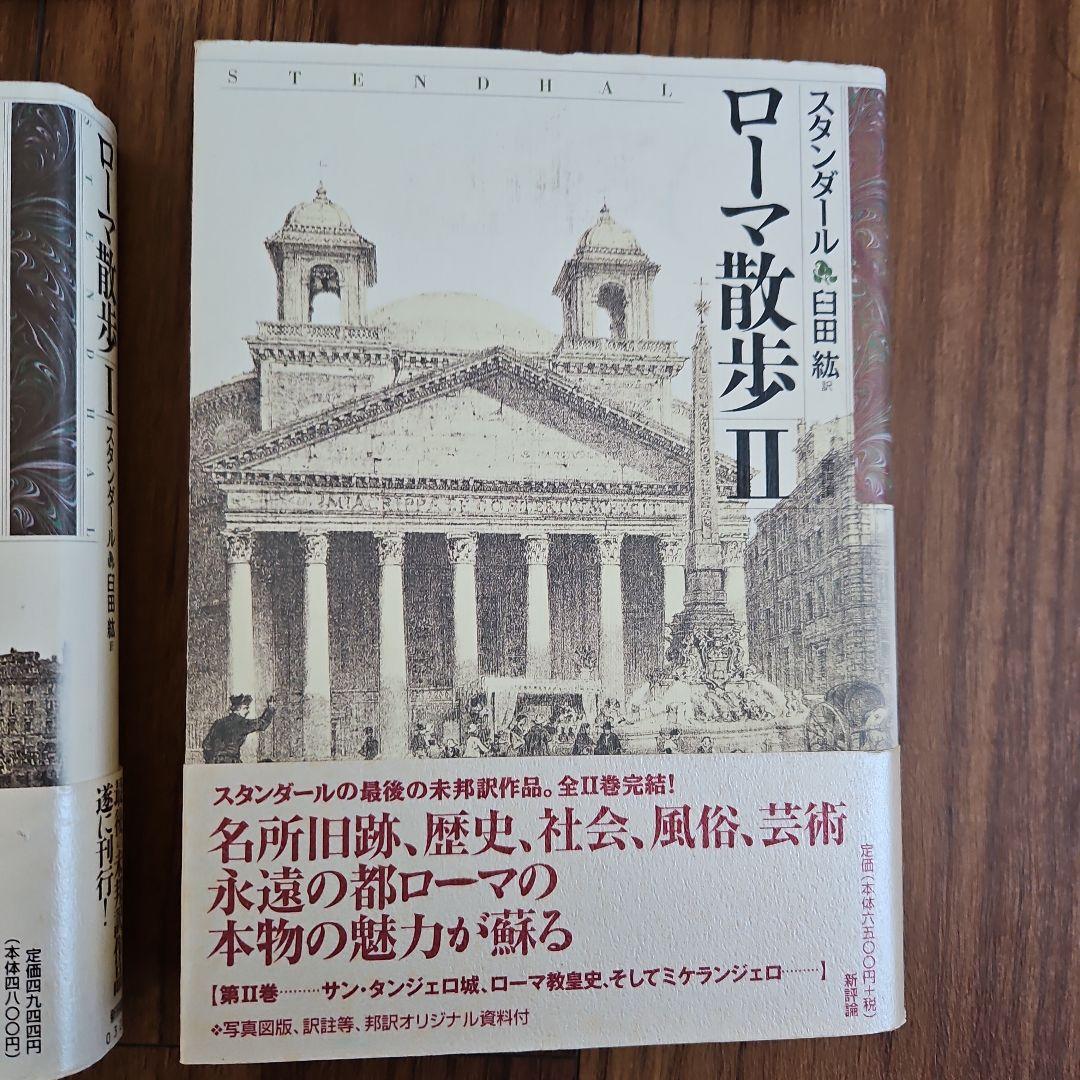 STENDHAL
ローマ散歩 II
スタンダール
臼田 紘 訳
スタンダールの最後の未邦訳作品。全II巻完結!
名所旧跡、歴史、社会、風俗、芸術
永遠の都ローマの
本物の魅力が蘇る
【第II巻………サン・タンジェロ城、ローマ教皇史、そしてミケランジェロ………】
❖写真図版、訳註等、邦訳オリジナル資料付
定価(本体六五〇〇円+税)
新評論
ローマ散歩 I
スタンダール
臼田 紘 訳
STENDHAL
遂に刊行!
定価四九四四円
(本体四八〇〇円)